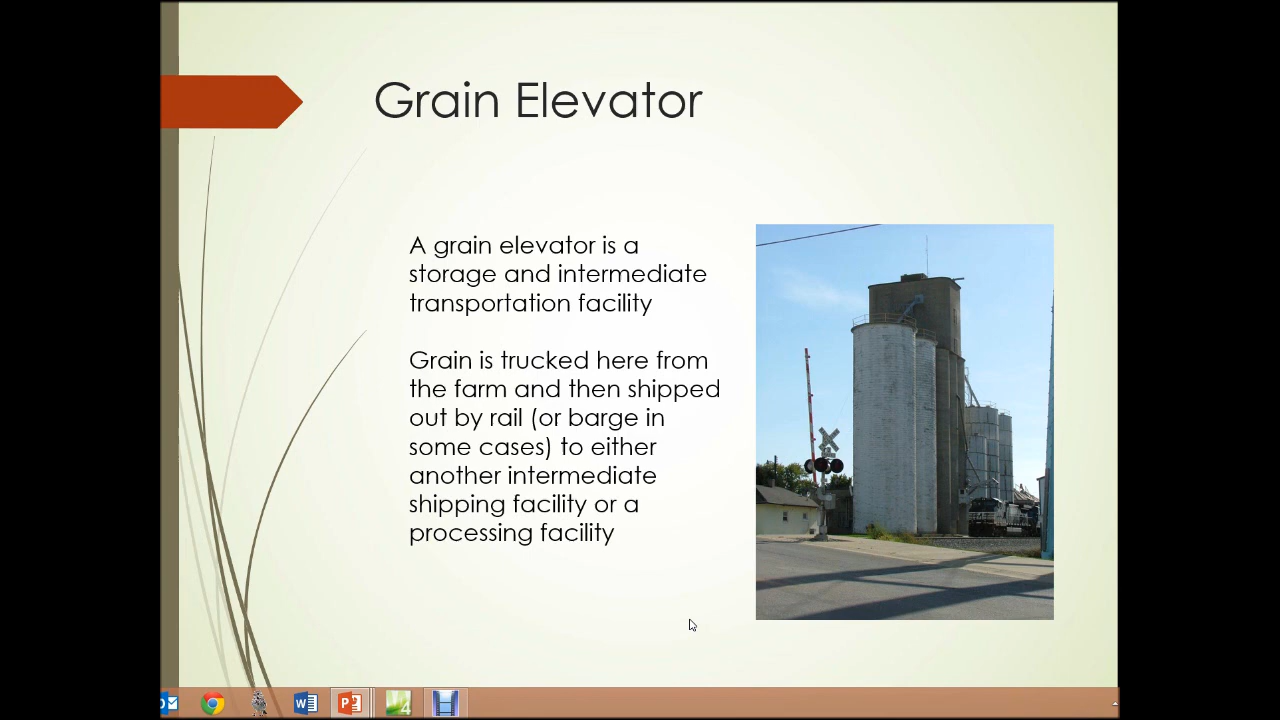 Grain Elevator
A grain elevator is a
storage and intermediate
transportation facility
Grain is trucked here from
the farm and then shipped
out by rail (or barge in
some cases) to either
another intermediate
shipping facility or a
processing facility